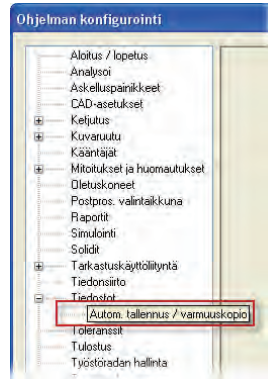 Ohjelman konfigurointi
Aloitus / lopetus
Analysoi
Askelluspainikkeet
CAD-asetukset
Ketjutus
Kuvaruutu
Kääntäjät
Mitoitukset ja huomautukset
Oletuskoneet
Postpros. valintaikkuna
Raportit
Simulointi
Solidit
Tarkastuskäyttöliityntä
Tiedonsiirto
Tiedostot
Autom. tallennus / varmuuskopio
Toleranssit
Tulostus
Työstöradan hallinta